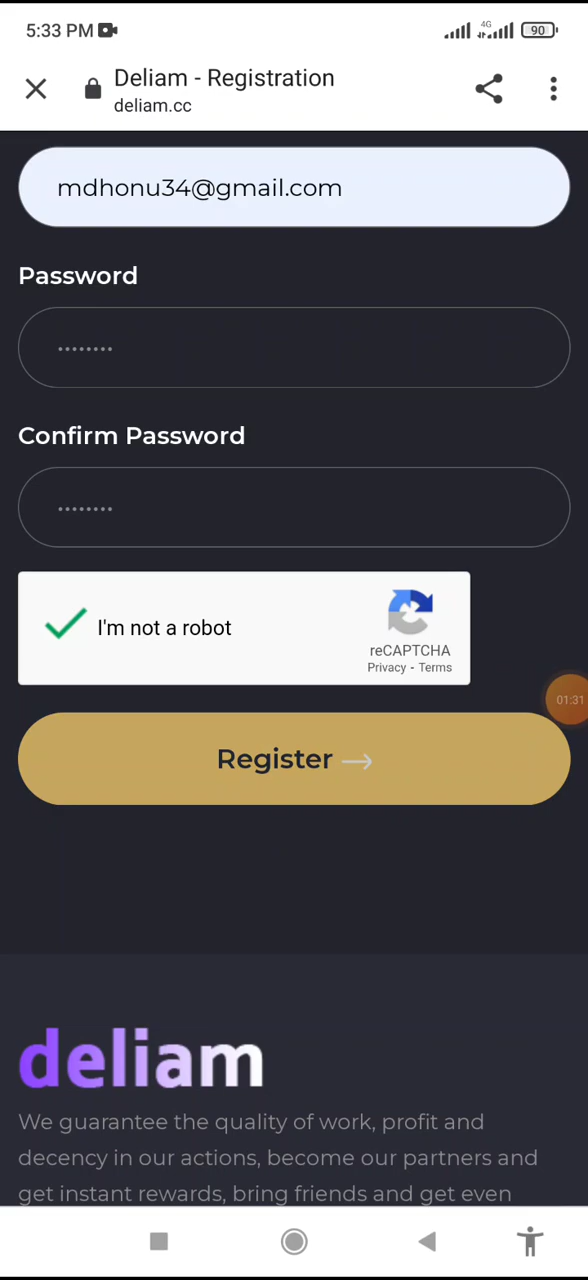 5:33 PM
4G
90
Deliam - Registration
deliam.cc
mdhonu34@gmail.com
Password
••••••••
Confirm Password
••••••••
I'm not a robot
reCAPTCHA
Privacy - Terms
01:31
Register →
deliam
We guarantee the quality of work, profit and
decency in our actions, become our partners and
get instant rewards, bring friends and get even